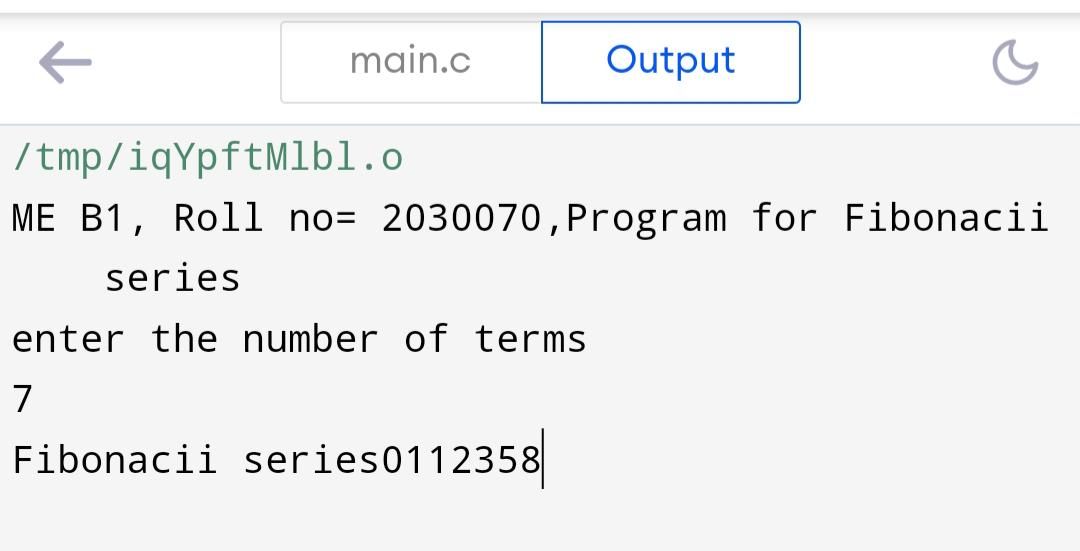 main.c
Output
/tmp/iqYpftMlbl.o
ME B1, Roll no= 2030070,Program for Fibonacii
series
enter the number of terms
7
Fibonacii series0112358